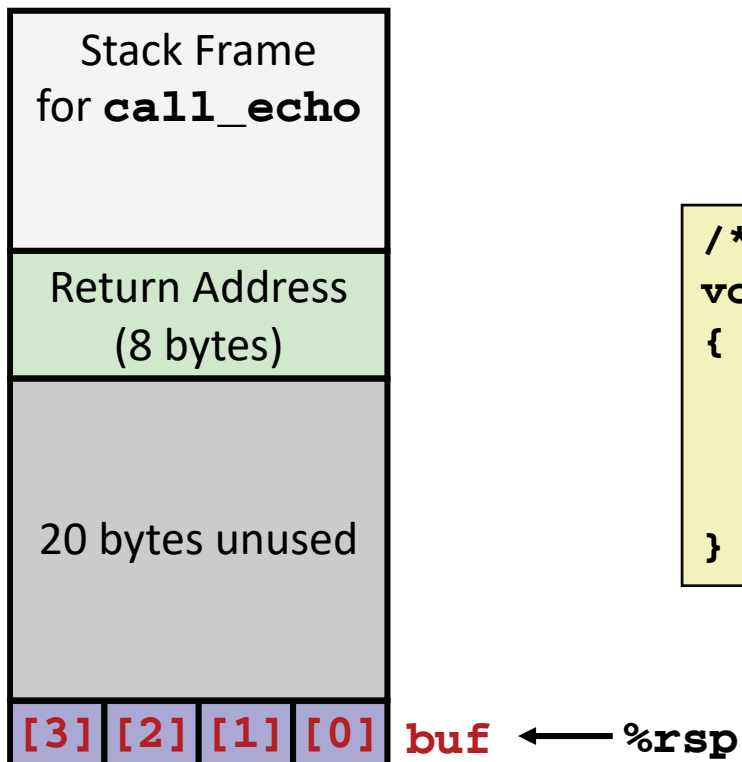 Stack Frame
for call_echo
Return Address
(8 bytes)
20 bytes unused
[3] [2] [1] [0] buf %rsp
/*
vo
{
}